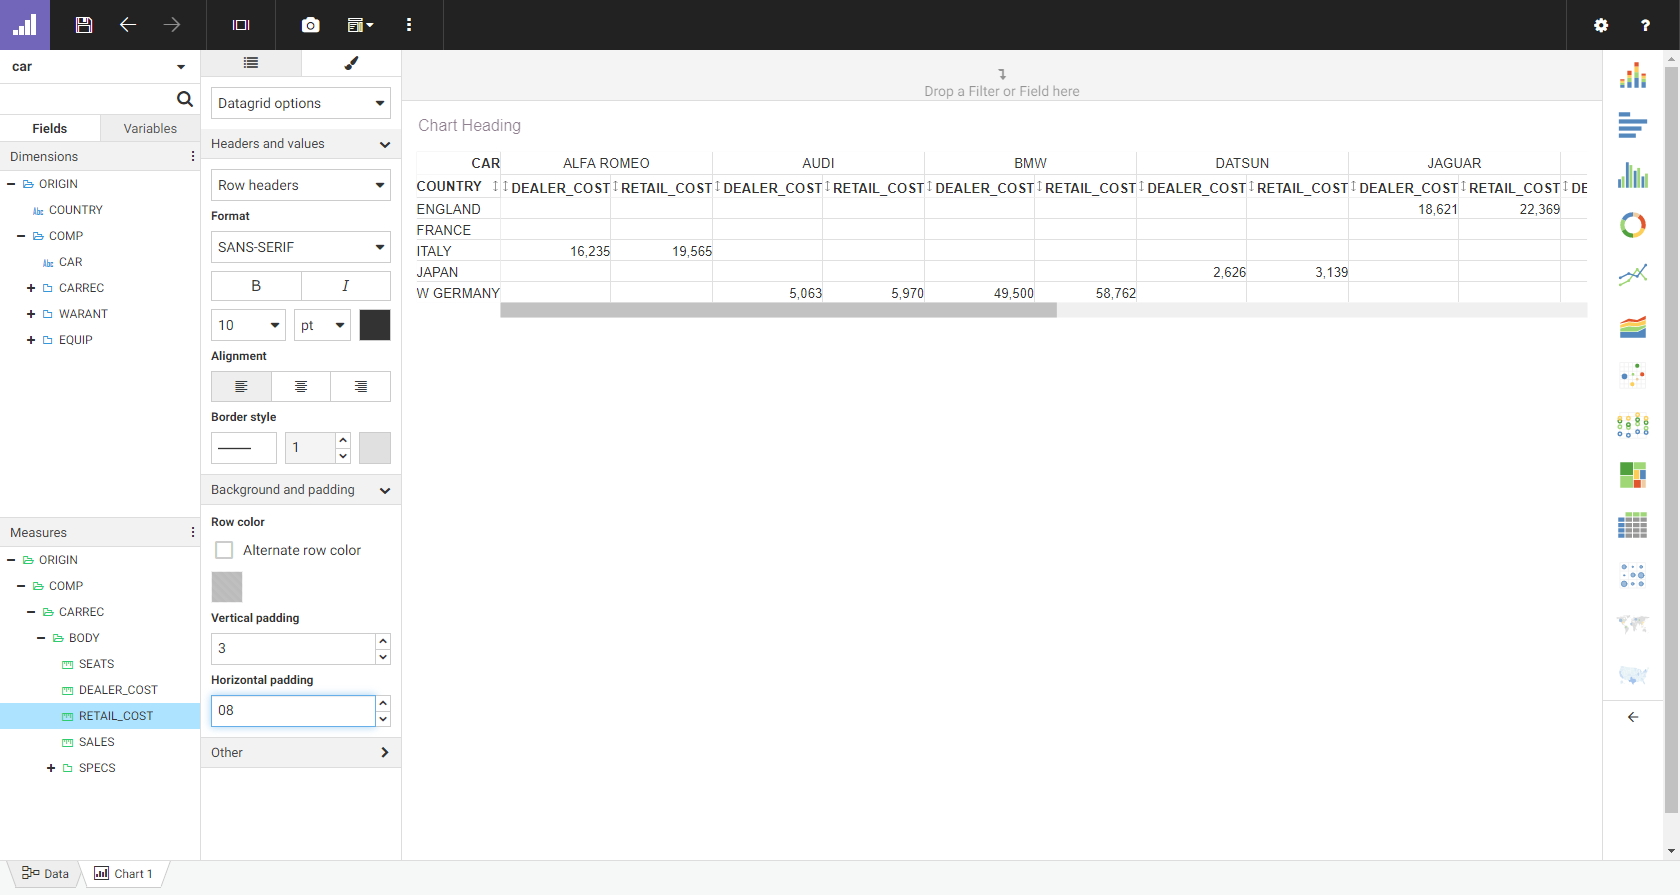 car
Fields Variables
Dimensions
ORIGIN
COUNTRY
COMP
CAR
CARREC
WARANT
EQUIP
Measures
ORIGIN
COMP
CARREC
BODY
SEATS
DEALER_COST
RETAIL_COST
SALES
SPECS
Datagrid options
Headers and values
Row headers
Format
SANS-SERIF
B I
10 pt
Alignment
Border style
1
Background and padding
Row color
Alternate row color
Vertical padding
3
Horizontal padding
08
Other
Drop a Filter or Field here
Chart Heading
CAR ALFA ROMEO AUDI BMW DATSUN JAGUAR
COUNTRY DEALER_COST RETAIL_COST DEALER_COST RETAIL_COST DEALER_COST RETAIL_COST DEALER_COST RETAIL_COST DEALER_COST RETAIL_COST DE
ENGLAND 18,621 22,369
FRANCE
ITALY 16,235 19,565
JAPAN 2,626 3,139
W GERMANY 5,063 5,970 49,500 58,762
Data Chart 1